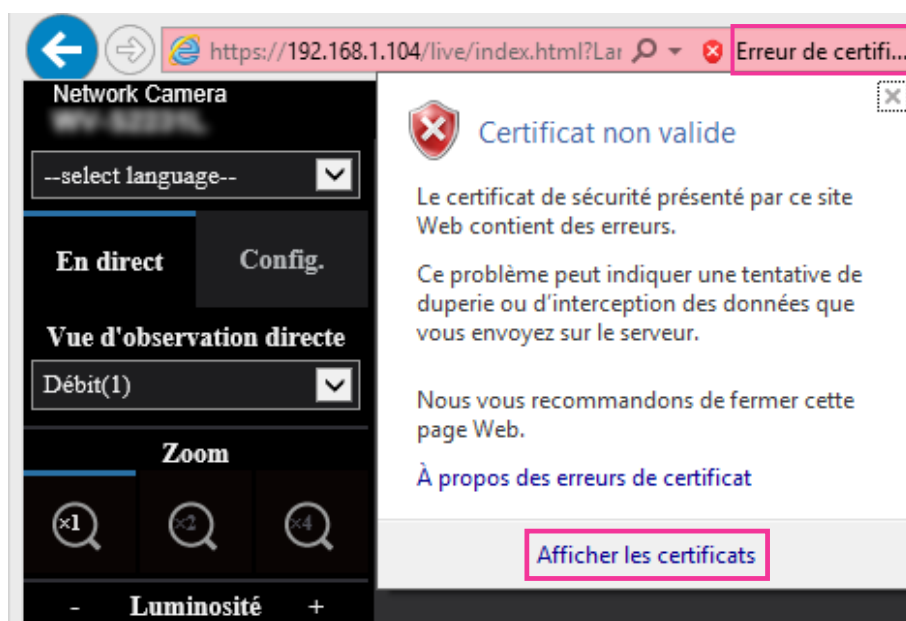 https://192.168.1.104/live/index.html?Lar
Erreur de certifi...
Network Camera
--select language--
En direct
Config.
Vue d'observation directe
Débit(1)
Zoom
×1
×2
×4
- Luminosité +
Certificat non valide
Le certificat de sécurité présenté par ce site
Web contient des erreurs.
Ce problème peut indiquer une tentative de
duperie ou d’interception des données que
vous envoyez sur le serveur.
Nous vous recommandons de fermer cette
page Web.
À propos des erreurs de certificat
Afficher les certificats